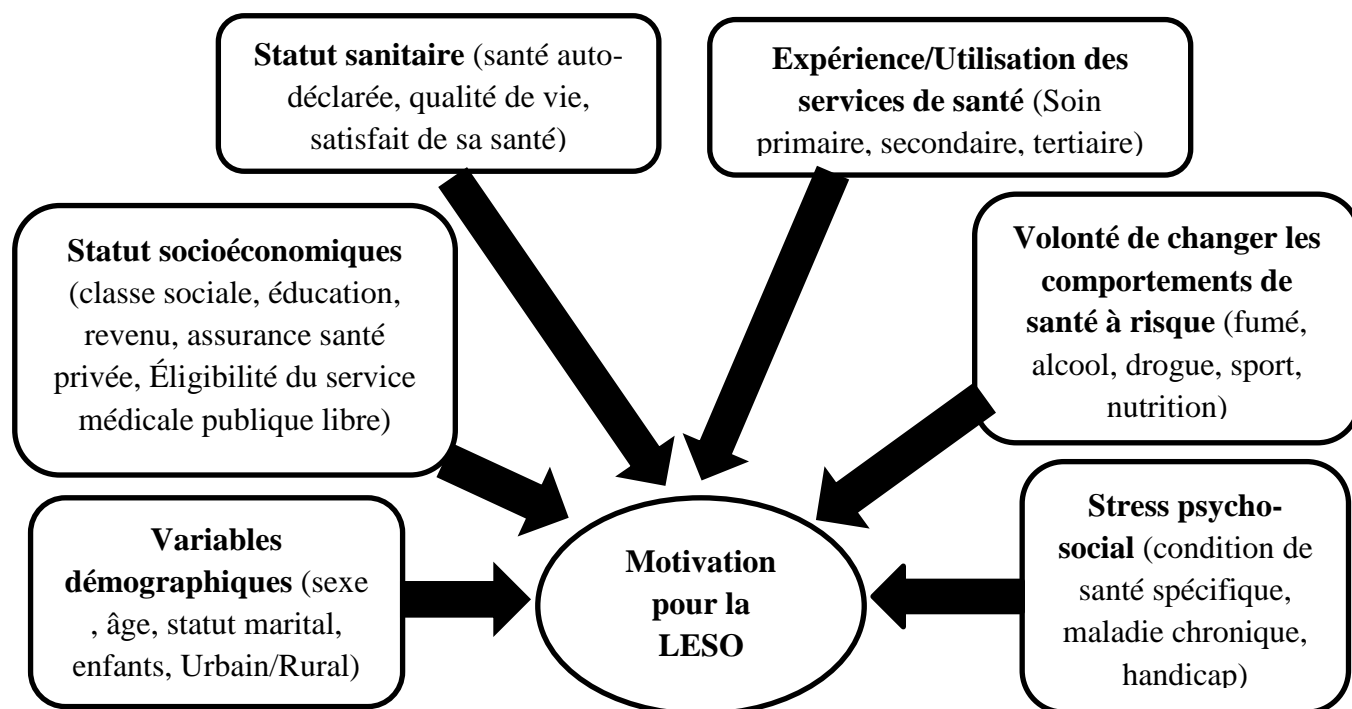 Statut sanitaire (santé auto-
déclarée, qualité de vie,
satisfait de sa santé)
Expérience/Utilisation des
services de santé (Soin
primaire, secondaire, tertiaire)
Statut socioéconomiques
(classe sociale, éducation,
revenu, assurance santé
privée, Éligibilité du service
médicale publique libre)
Volonté de changer les
comportements de
santé à risque (fumé,
alcool, drogue, sport,
nutrition)
Variables
démographiques (sexe
, âge, statut marital,
enfants, Urbain/Rural)
Motivation
pour la
LESO
Stress psycho-
social (condition de
santé spécifique,
maladie chronique,
handicap)